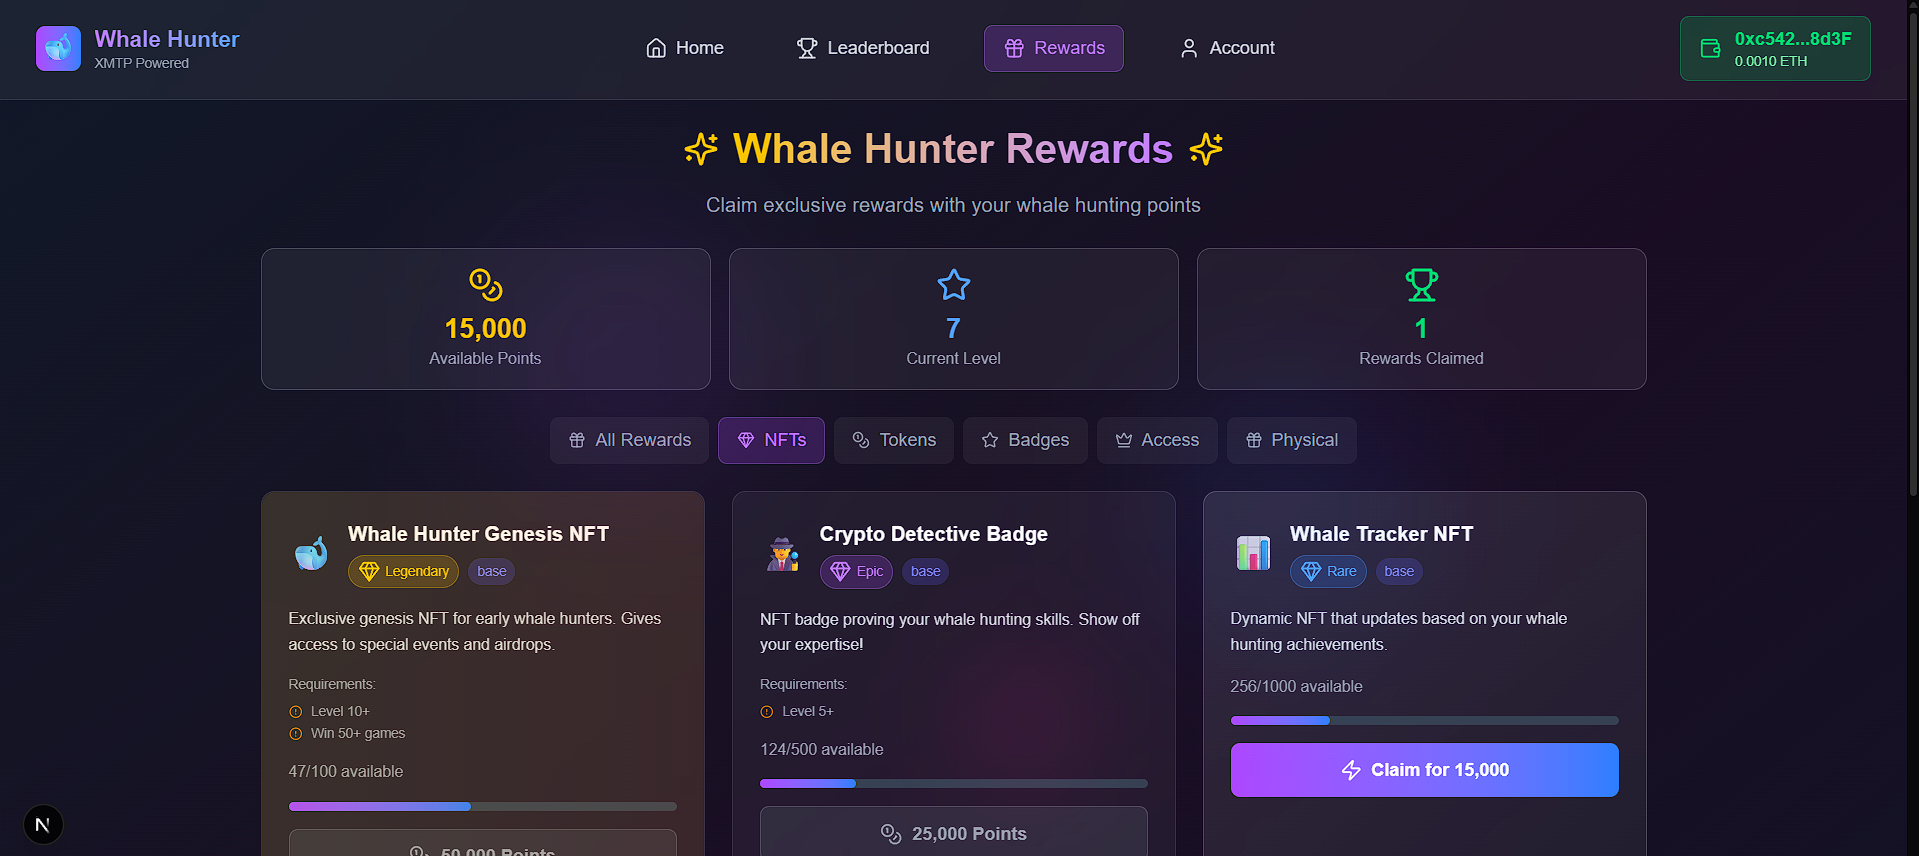 Whale Hunter
XMTP Powered
Home
Leaderboard
Rewards
Account
0xc542...8d3F
0.0010 ETH
Whale Hunter Rewards
Claim exclusive rewards with your whale hunting points
15,000
Available Points
7
Current Level
1
Rewards Claimed
All Rewards
NFTs
Tokens
Badges
Access
Physical
Whale Hunter Genesis NFT
Legendary
base
Exclusive genesis NFT for early whale hunters. Gives
access to special events and airdrops.
Requirements:
Level 10+
Win 50+ games
47/100 available
50,000 Points
Crypto Detective Badge
Epic
base
NFT badge proving your whale hunting skills. Show off
your expertise!
Requirements:
Level 5+
124/500 available
25,000 Points
Whale Tracker NFT
Rare
base
Dynamic NFT that updates based on your whale
hunting achievements.
256/1000 available
Claim for 15,000
N